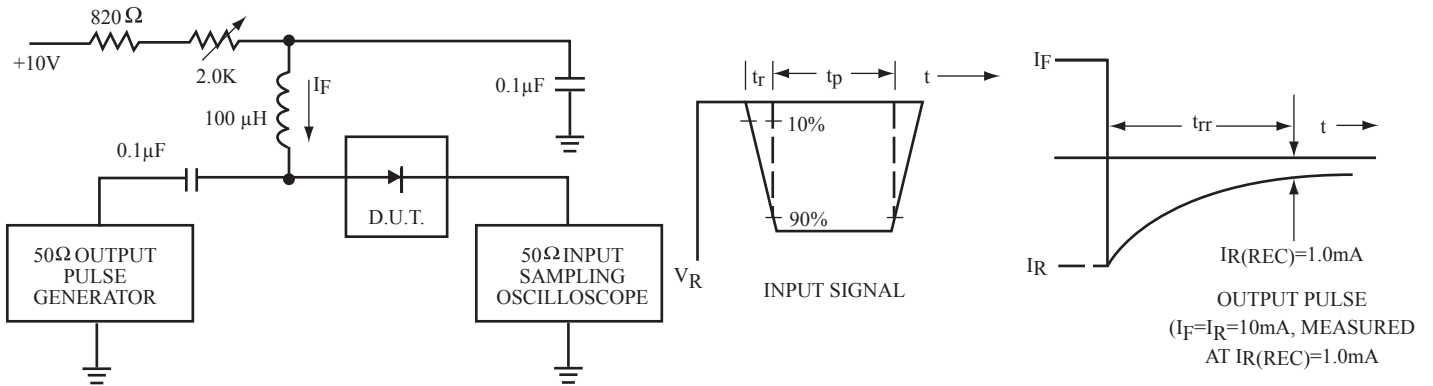 820 Ω
+10V
2.0K
IF
100 µH
0.1µF
0.1µF
D.U.T.
50Ω OUTPUT
PULSE
GENERATOR
50Ω INPUT
SAMPLING
OSCILLOSCOPE
tr
tp
t
10%
90%
VR
INPUT SIGNAL
IF
trr
t
IR
IR(REC)=1.0mA
OUTPUT PULSE
(IF=IR=10mA, MEASURED
AT IR(REC)=1.0mA